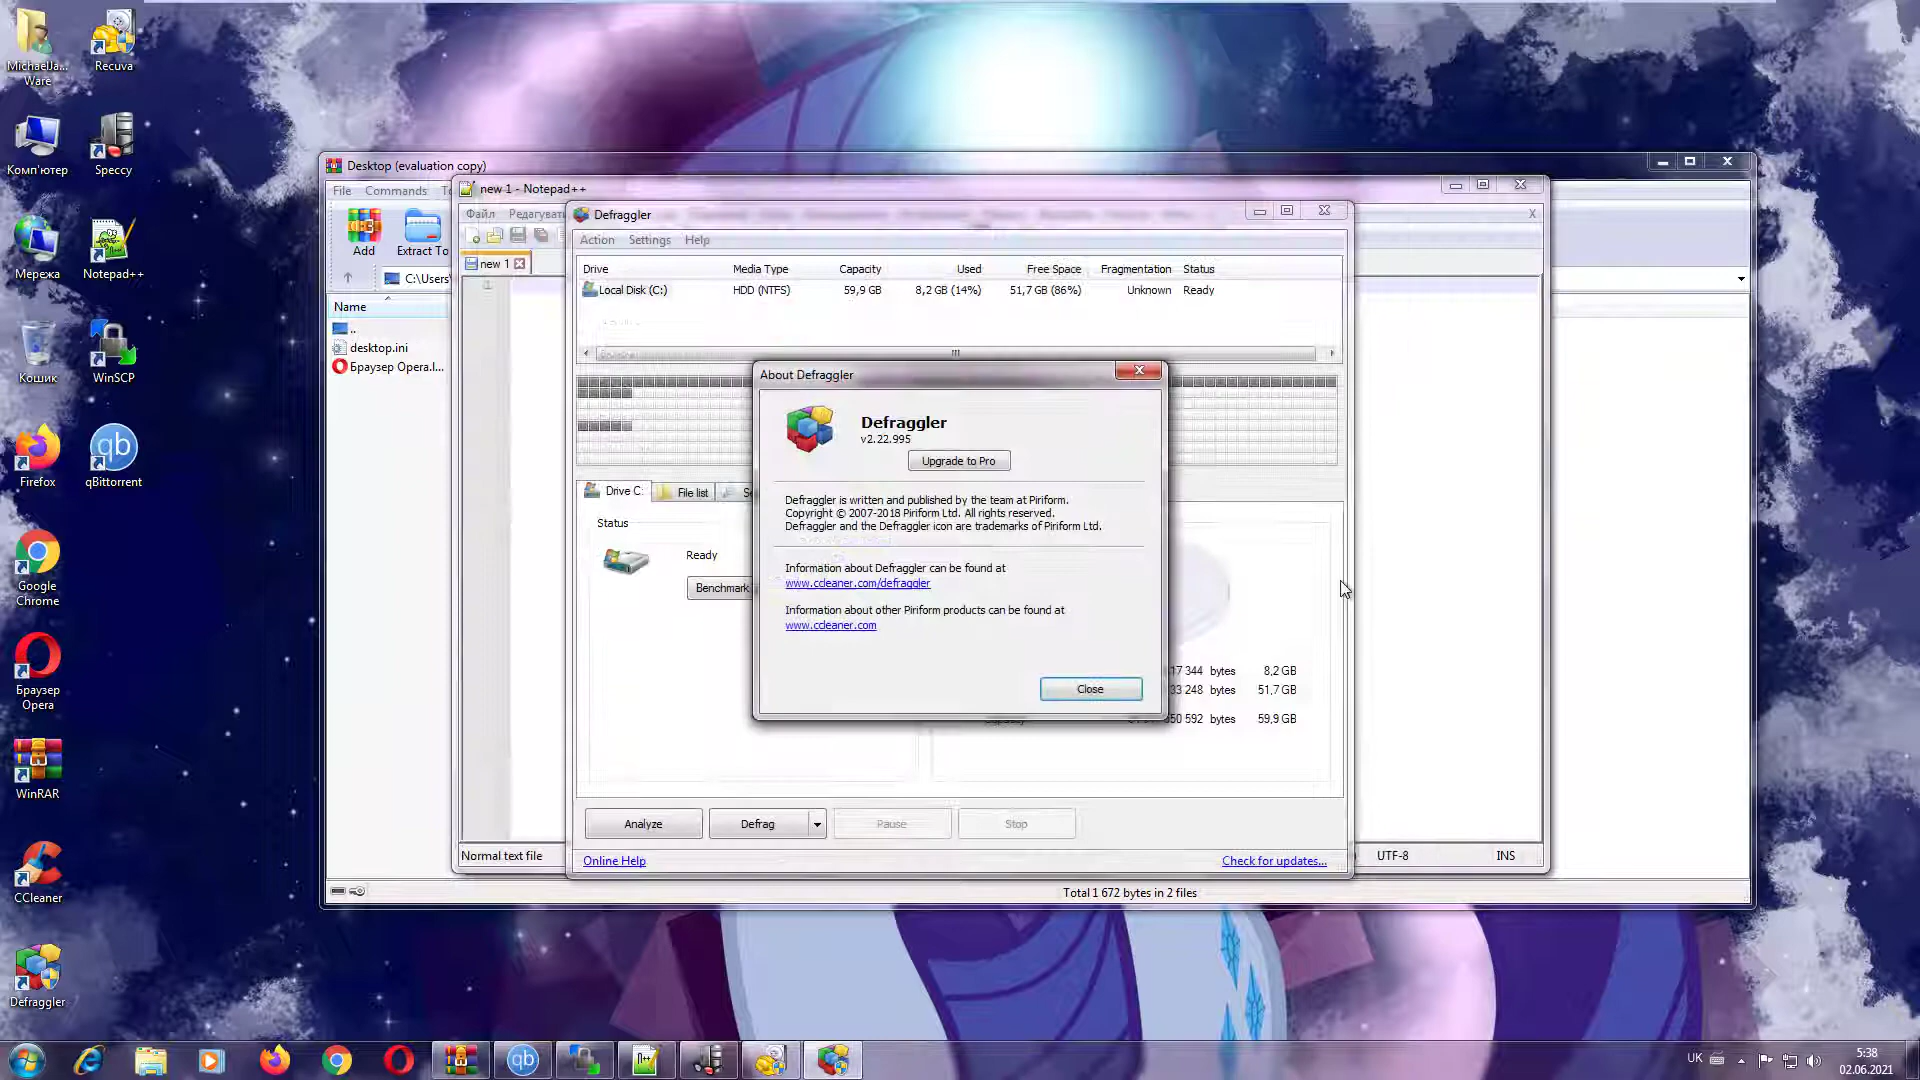 MichaelJa...
Ware
Recuva
Комп'ютер
Speccy
Мережа
Notepad++
Кошик
WinSCP
Firefox
qBittorrent
Google
Chrome
Браузер
Opera
WinRAR
CCleaner
Defraggler
Desktop (evaluation copy)
File Commands
Add
Extract To
C:\Users
Name
..
desktop.ini
Браузер Opera.l...
Total 1 672 bytes in 2 files
new 1 - Notepad++
Файл Редагуват
new 1
Normal text file
UTF-8
INS
Defraggler
Action Settings Help
Drive Media Type Capacity Used Free Space Fragmentation Status
Local Disk (C:) HDD (NTFS) 59,9 GB 8,2 GB (14%) 51,7 GB (86%) Unknown Ready
Drive C: File list
Status
Ready
Benchmark
17 344 bytes 8,2 GB
33 248 bytes 51,7 GB
Capacity 50 592 bytes 59,9 GB
Analyze Defrag Pause Stop
Online Help
Check for updates...
About Defraggler
Defraggler
v2.22.995
Upgrade to Pro
Defraggler is written and published by the team at Piriform.
Copyright © 2007-2018 Piriform Ltd. All rights reserved.
Defraggler and the Defraggler icon are trademarks of Piriform Ltd.
Information about Defraggler can be found at
www.ccleaner.com/defraggler
Information about other Piriform products can be found at
www.ccleaner.com
Close
UK
5:38
02.06.2021